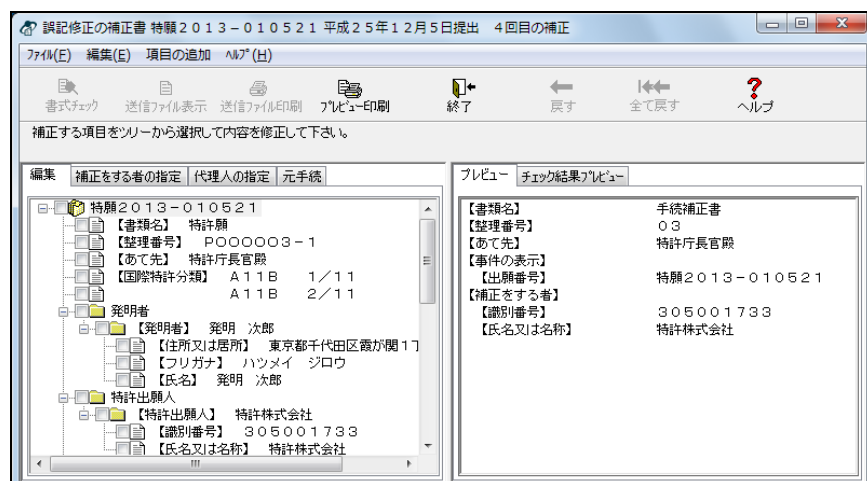 誤記修正の補正書 特願２０１３－０１０５２１ 平成２５年１２月５日提出　４回目の補正
ﾌｧｲﾙ(F)　編集(E)　項目の追加　ﾍﾙﾌﾟ(H)
書式ﾁｪｯｸ　送信ﾌｧｲﾙ表示　送信ﾌｧｲﾙ印刷　ﾌﾟﾚﾋﾞｭｰ印刷　終了　戻す　全て戻す　ヘルプ
補正する項目をツリーから選択して内容を修正して下さい。
編集　補正をする者の指定　代理人の指定　元手続
特願２０１３－０１０５２１
【書類名】　特許願
【整理番号】　Ｐ０００００３－１
【あて先】　特許庁長官殿
【国際特許分類】　Ａ１１Ｂ　１／１１
Ａ１１Ｂ　２／１１
発明者
【発明者】　発明　次郎
【住所又は居所】　東京都千代田区霞が関１丁
【フリガナ】　ハツメイ　ジロウ
【氏名】　発明　次郎
特許出願人
【特許出願人】　特許株式会社
【識別番号】　３０５００１７３３
【氏名又は名称】　特許株式会社
プレビュー　チェック結果ﾌﾟﾚﾋﾞｭｰ
【書類名】　手続補正書
【整理番号】　０３
【あて先】　特許庁長官殿
【事件の表示】
【出願番号】　特願２０１３－０１０５２１
【補正をする者】
【識別番号】　３０５００１７３３
【氏名又は名称】　特許株式会社